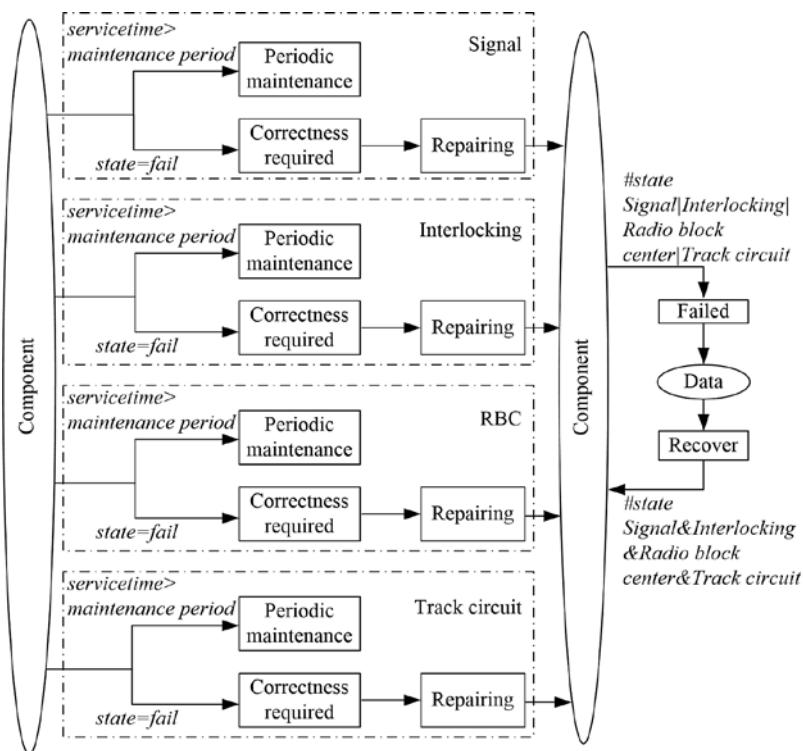 servicetime>
maintenance period
Periodic
maintenance
Signal
state=fail
Correctness
required
Repairing
servicetime>
maintenance period
Periodic
maintenance
Interlocking
state=fail
Correctness
required
Repairing
servicetime>
maintenance period
Periodic
maintenance
RBC
state=fail
Correctness
required
Repairing
servicetime>
maintenance period
Periodic
maintenance
Track circuit
state=fail
Correctness
required
Repairing
Component
Component
#state
Signal|Interlocking|
Radio block
center|Track circuit
Failed
Data
Recover
#state
Signal&Interlocking
&Radio block
center&Track circuit